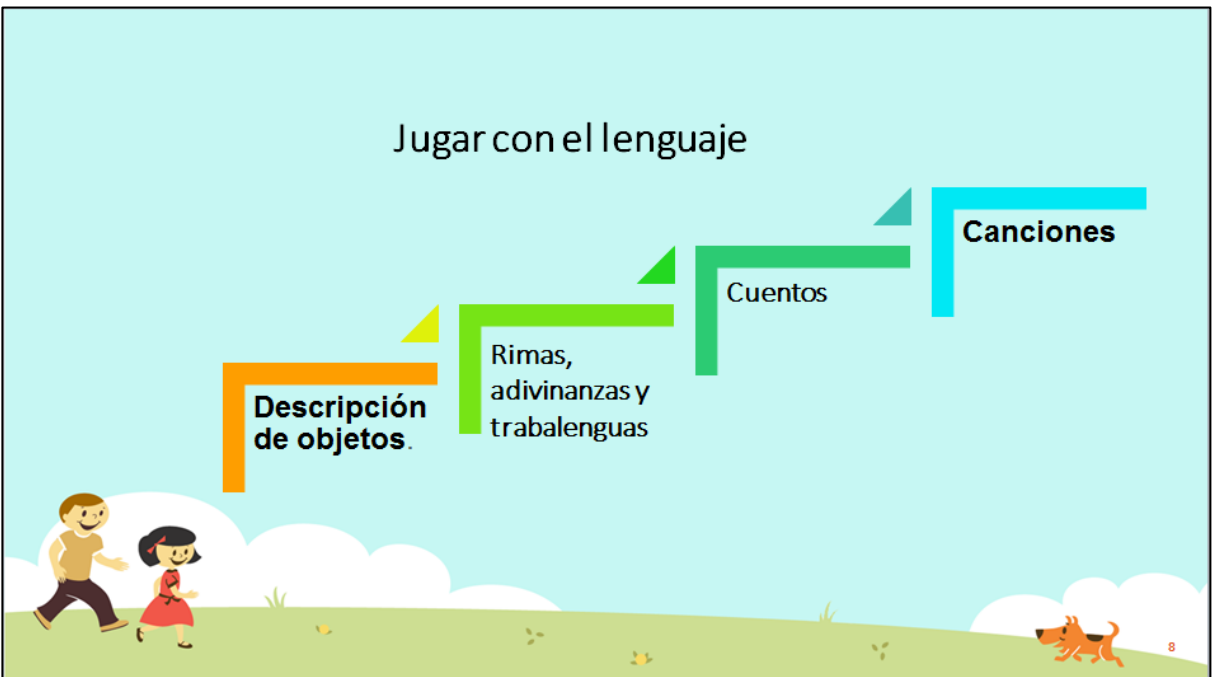 Jugar con el lenguaje
Descripción
de objetos.
Rimas,
adivinanzas y
trabalenguas
Cuentos
Canciones
8